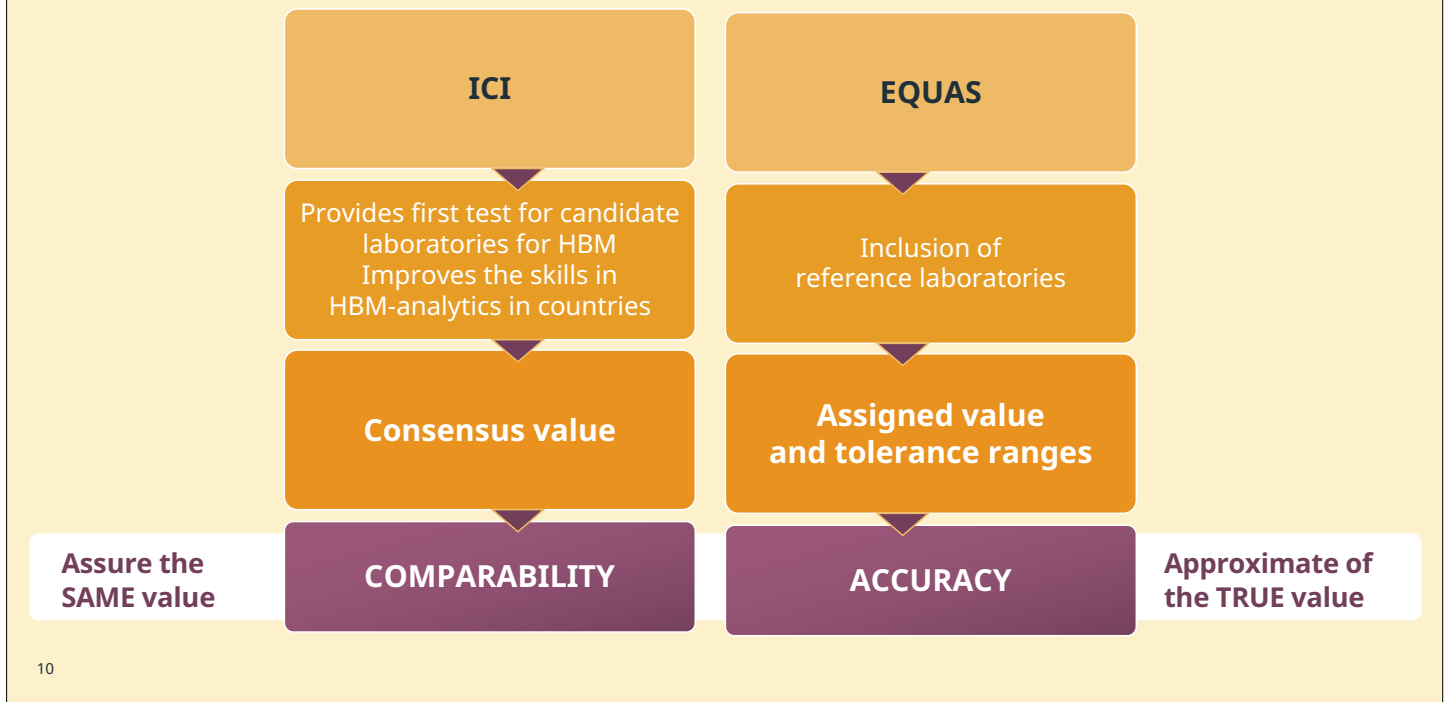 ICI
Provides first test for candidate
laboratories for HBM
Improves the skills in
HBM-analytics in countries
Consensus value
Assure the
SAME value
COMPARABILITY
EQUAS
Inclusion of
reference laboratories
Assigned value
and tolerance ranges
ACCURACY
Approximate of
the TRUE value
10